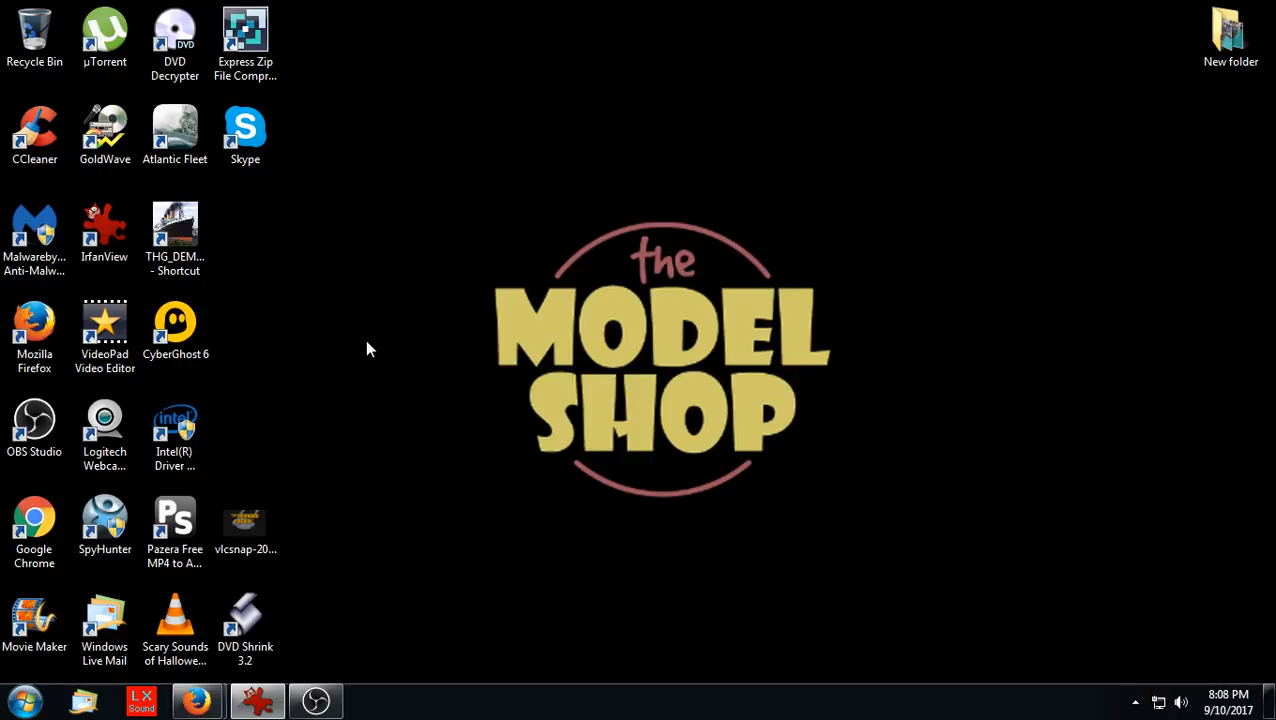 Recycle Bin
µTorrent
DVD
DVD
Decrypter
Express Zip
File Compr...
New folder
CCleaner
GoldWave
Atlantic Fleet
S
Skype
Malwareby...
Anti-Malw...
IrfanView
THG_DEM...
- Shortcut
Mozilla
Firefox
VideoPad
Video Editor
CyberGhost 6
the
MODEL
SHOP
OBS Studio
Logitech
Webca...
intel
Intel(R)
Driver ...
Google
Chrome
SpyHunter
PS
Pazera Free
MP4 to A...
vlcsnap-20...
Movie Maker
Windows
Live Mail
Scary Sounds
of Hallowe...
DVD Shrink
3.2
LX
Sound
8:08 PM
9/10/2017